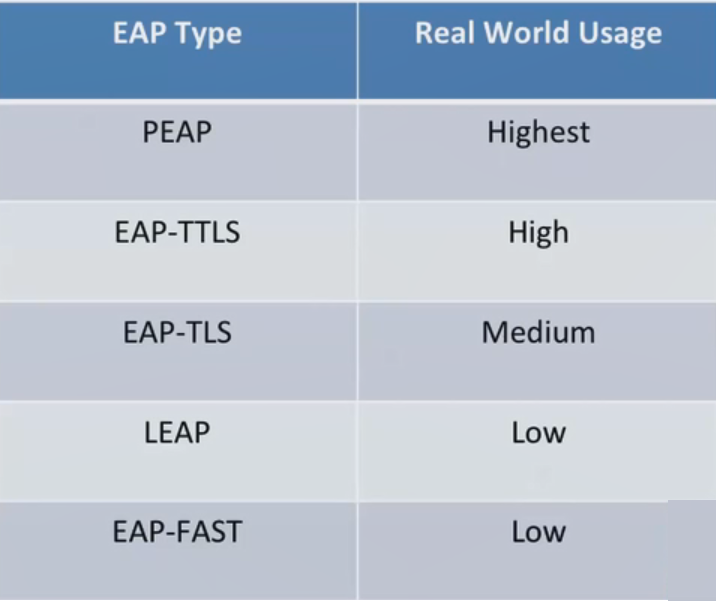 EAP Type Real World Usage
PEAP Highest
EAP-TTLS High
EAP-TLS Medium
LEAP Low
EAP-FAST Low